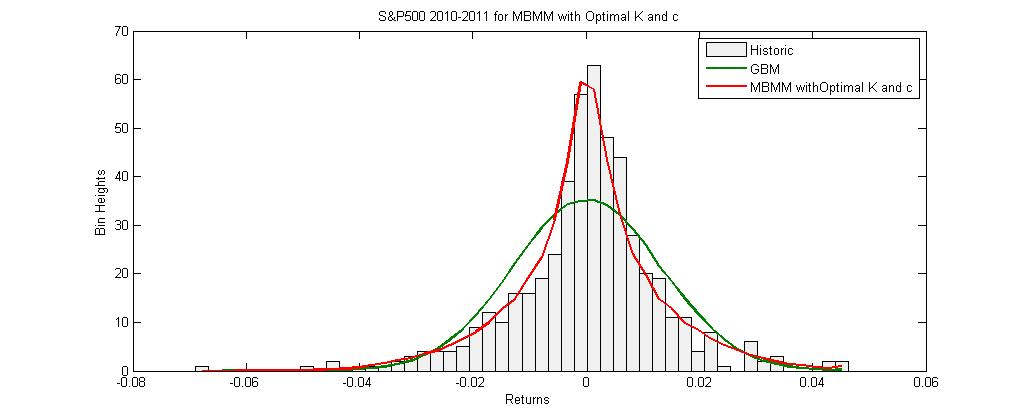 S&P500 2010-2011 for MBMM with Optimal K and c
70
60
50
40
30
20
10
0
Bin Heights
Historic
GBM
MBMM withOptimal K and c
-0.08
-0.06
-0.04
-0.02
0
0.02
0.04
0.06
Returns